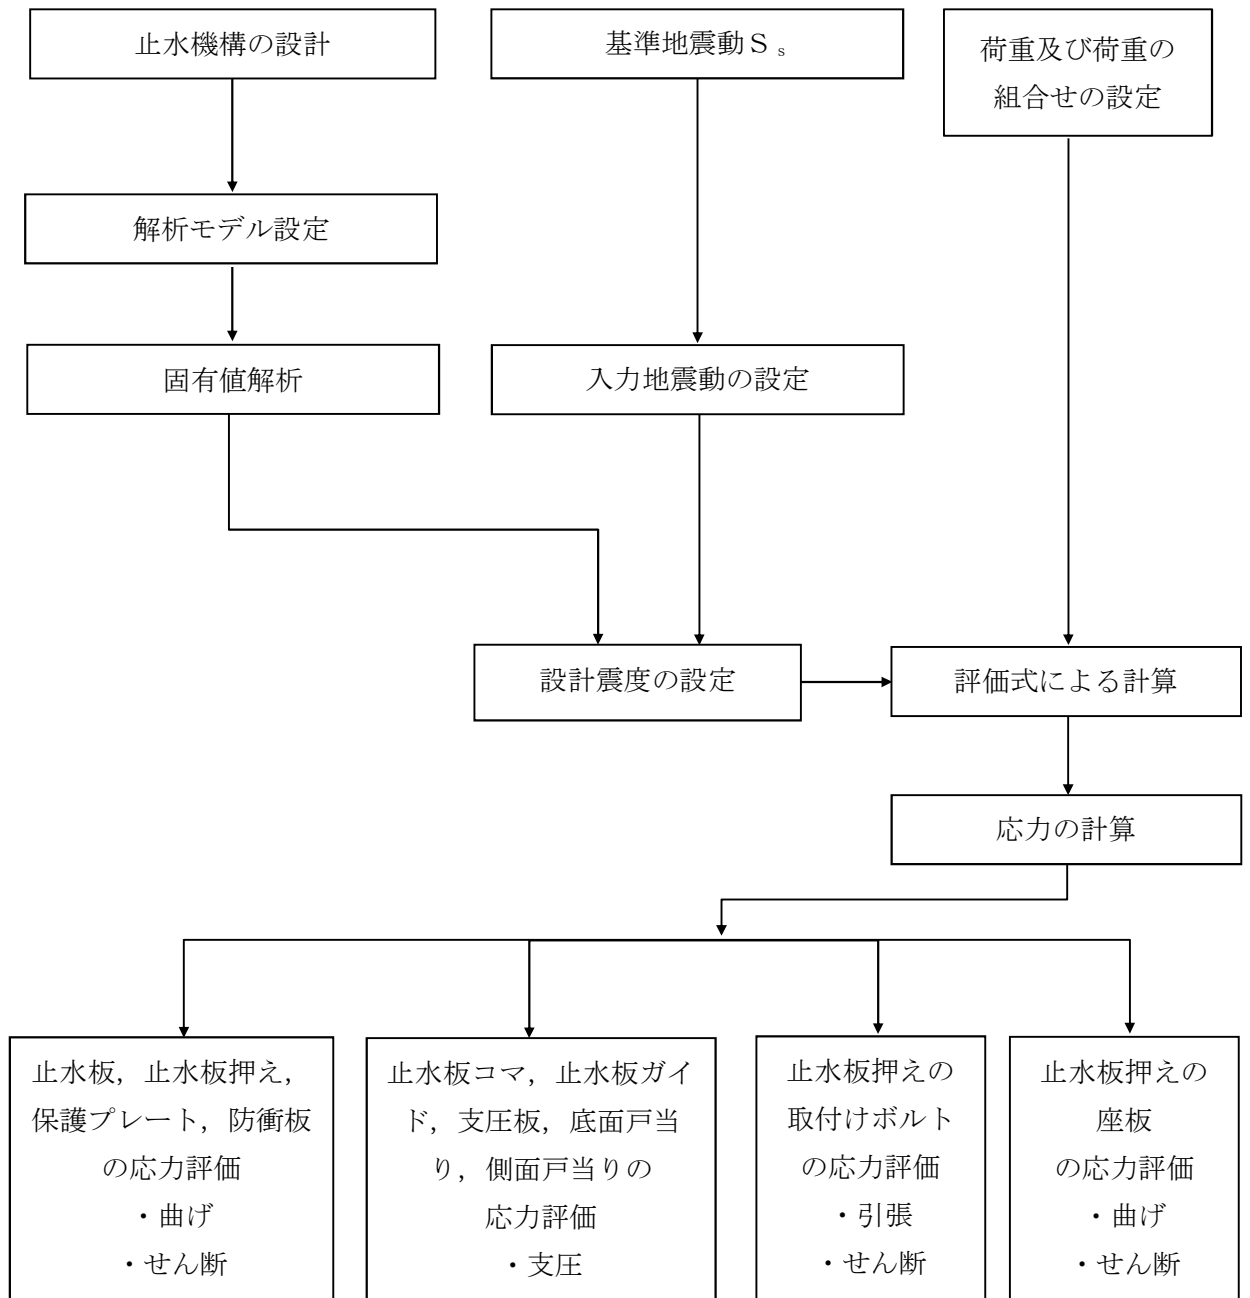 止水機構の設計
基準地震動Ｓｓ
荷重及び荷重の
組合せの設定
解析モデル設定
固有値解析
入力地震動の設定
設計震度の設定
評価式による計算
応力の計算
止水板，止水板押え，
保護プレート，防衝板
の応力評価
・曲げ
・せん断
止水板コマ，止水板ガイ
ド，支圧板，底面戸当
り，側面戸当りの
応力評価
・支圧
止水板押えの
取付けボルト
の応力評価
・引張
・せん断
止水板押えの
座板
の応力評価
・曲げ
・せん断